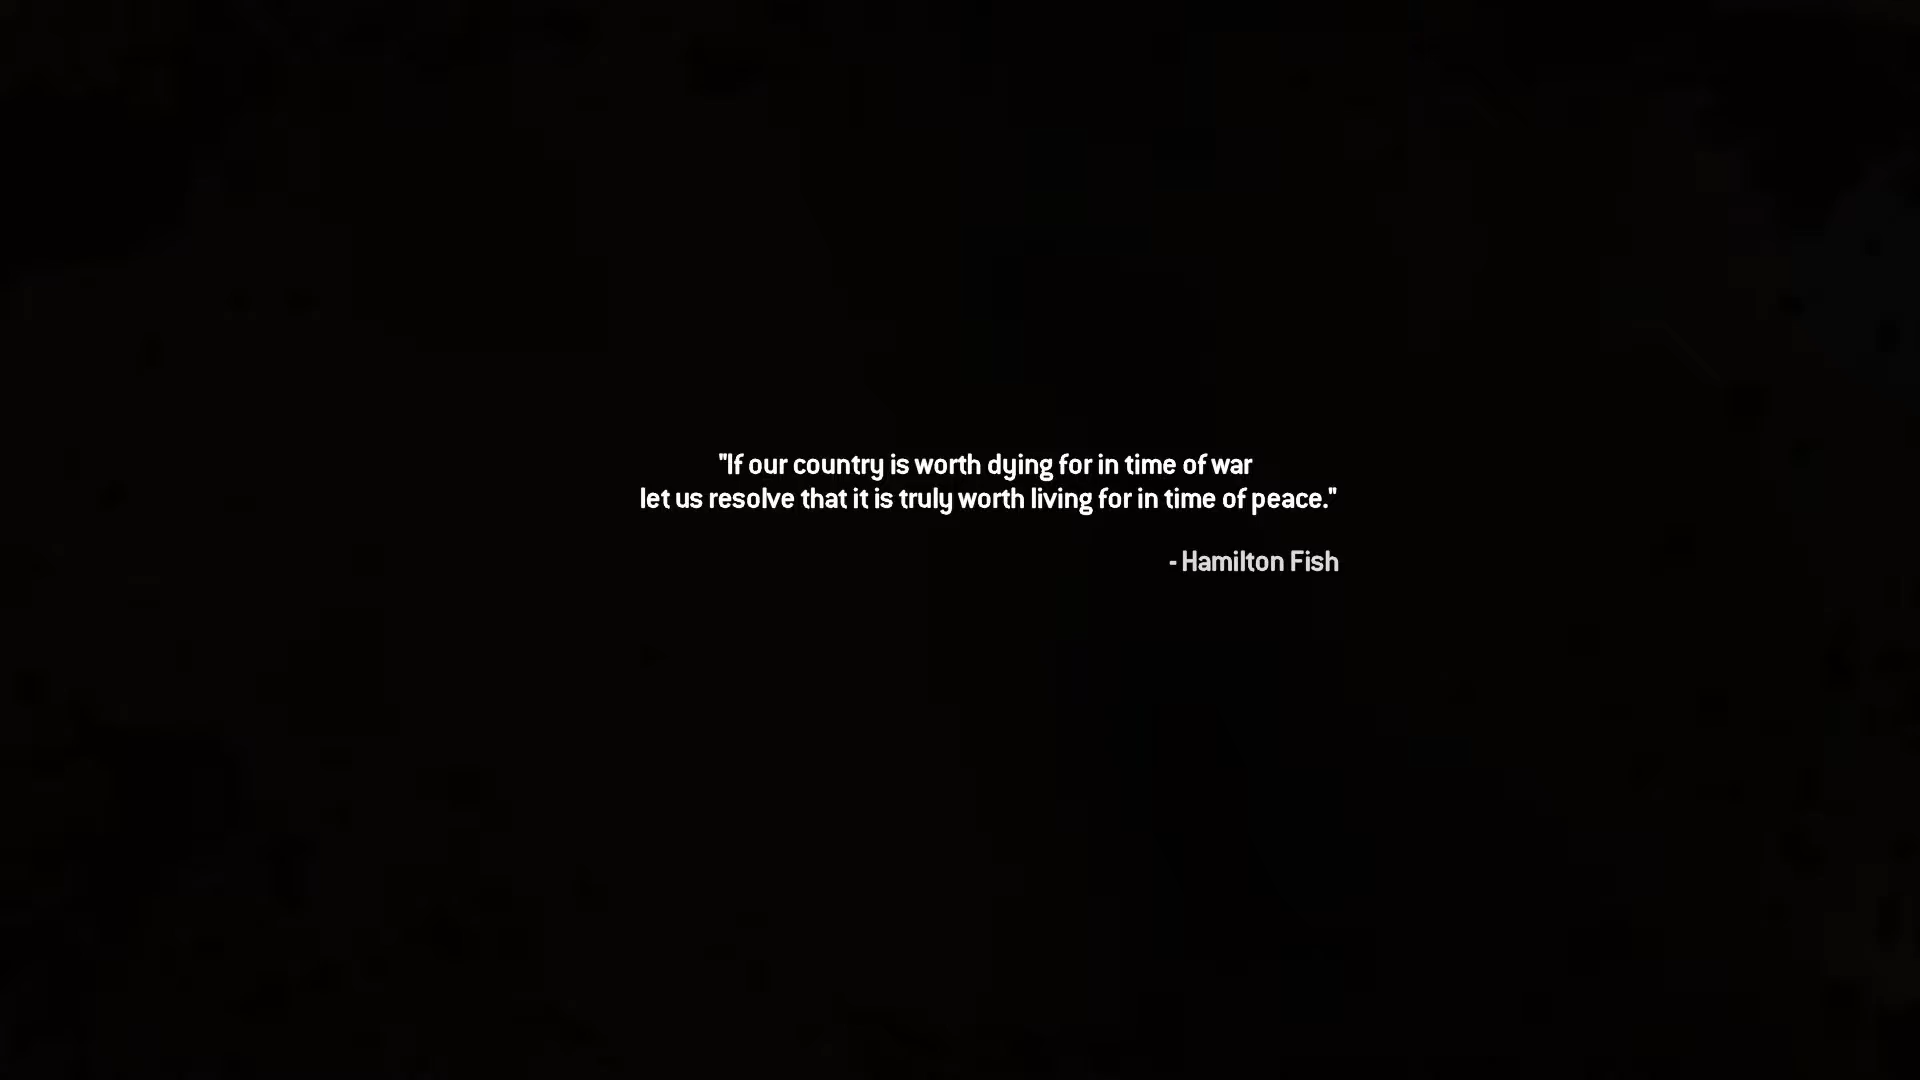 "If our country is worth dying for in time of war
let us resolve that it is truly worth living for in time of peace."
- Hamilton Fish